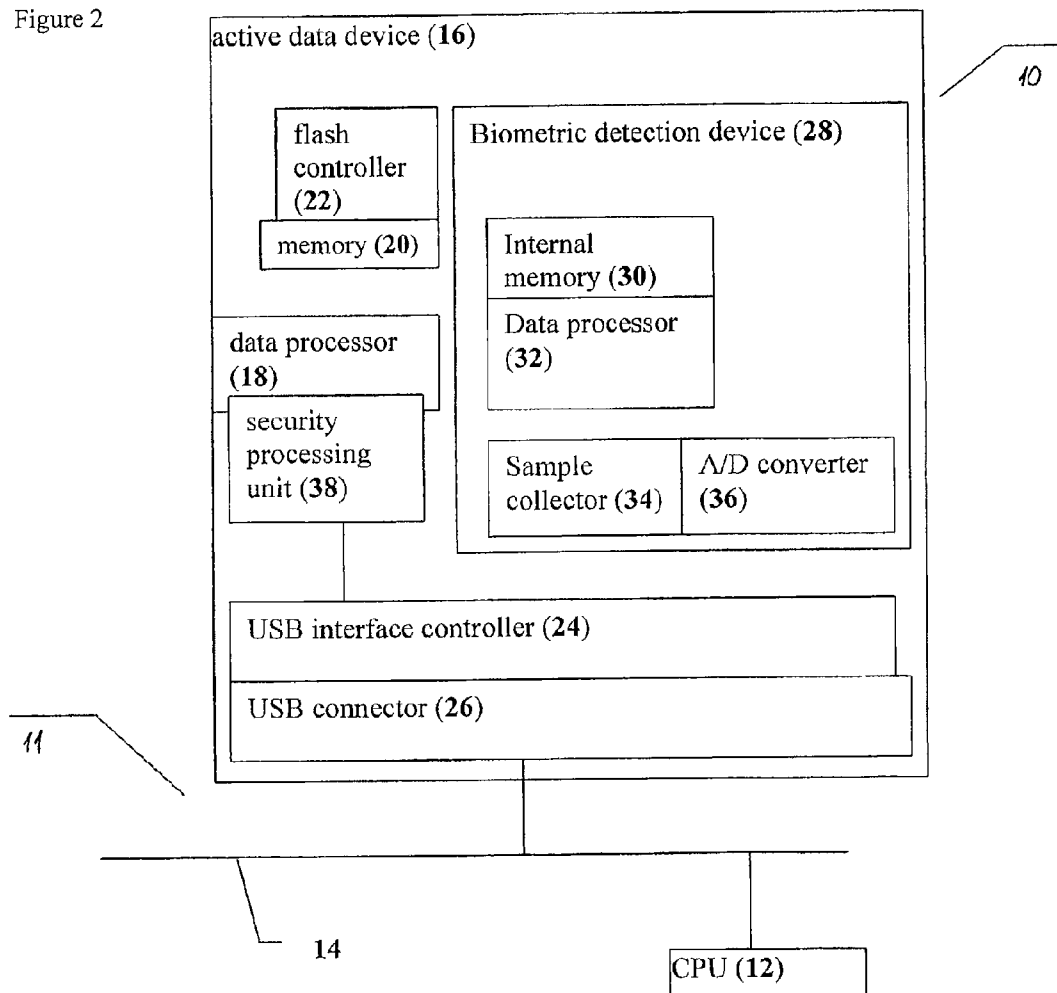 Figure 2
active data device (16)
10
flash
controller
(22)
memory (20)
Biometric detection device (28)
Internal
memory (30)
Data processor
(32)
data processor
(18)
security
processing
unit (38)
Sample
collector (34)
A/D converter
(36)
USB interface controller (24)
USB connector (26)
11
14
CPU (12)